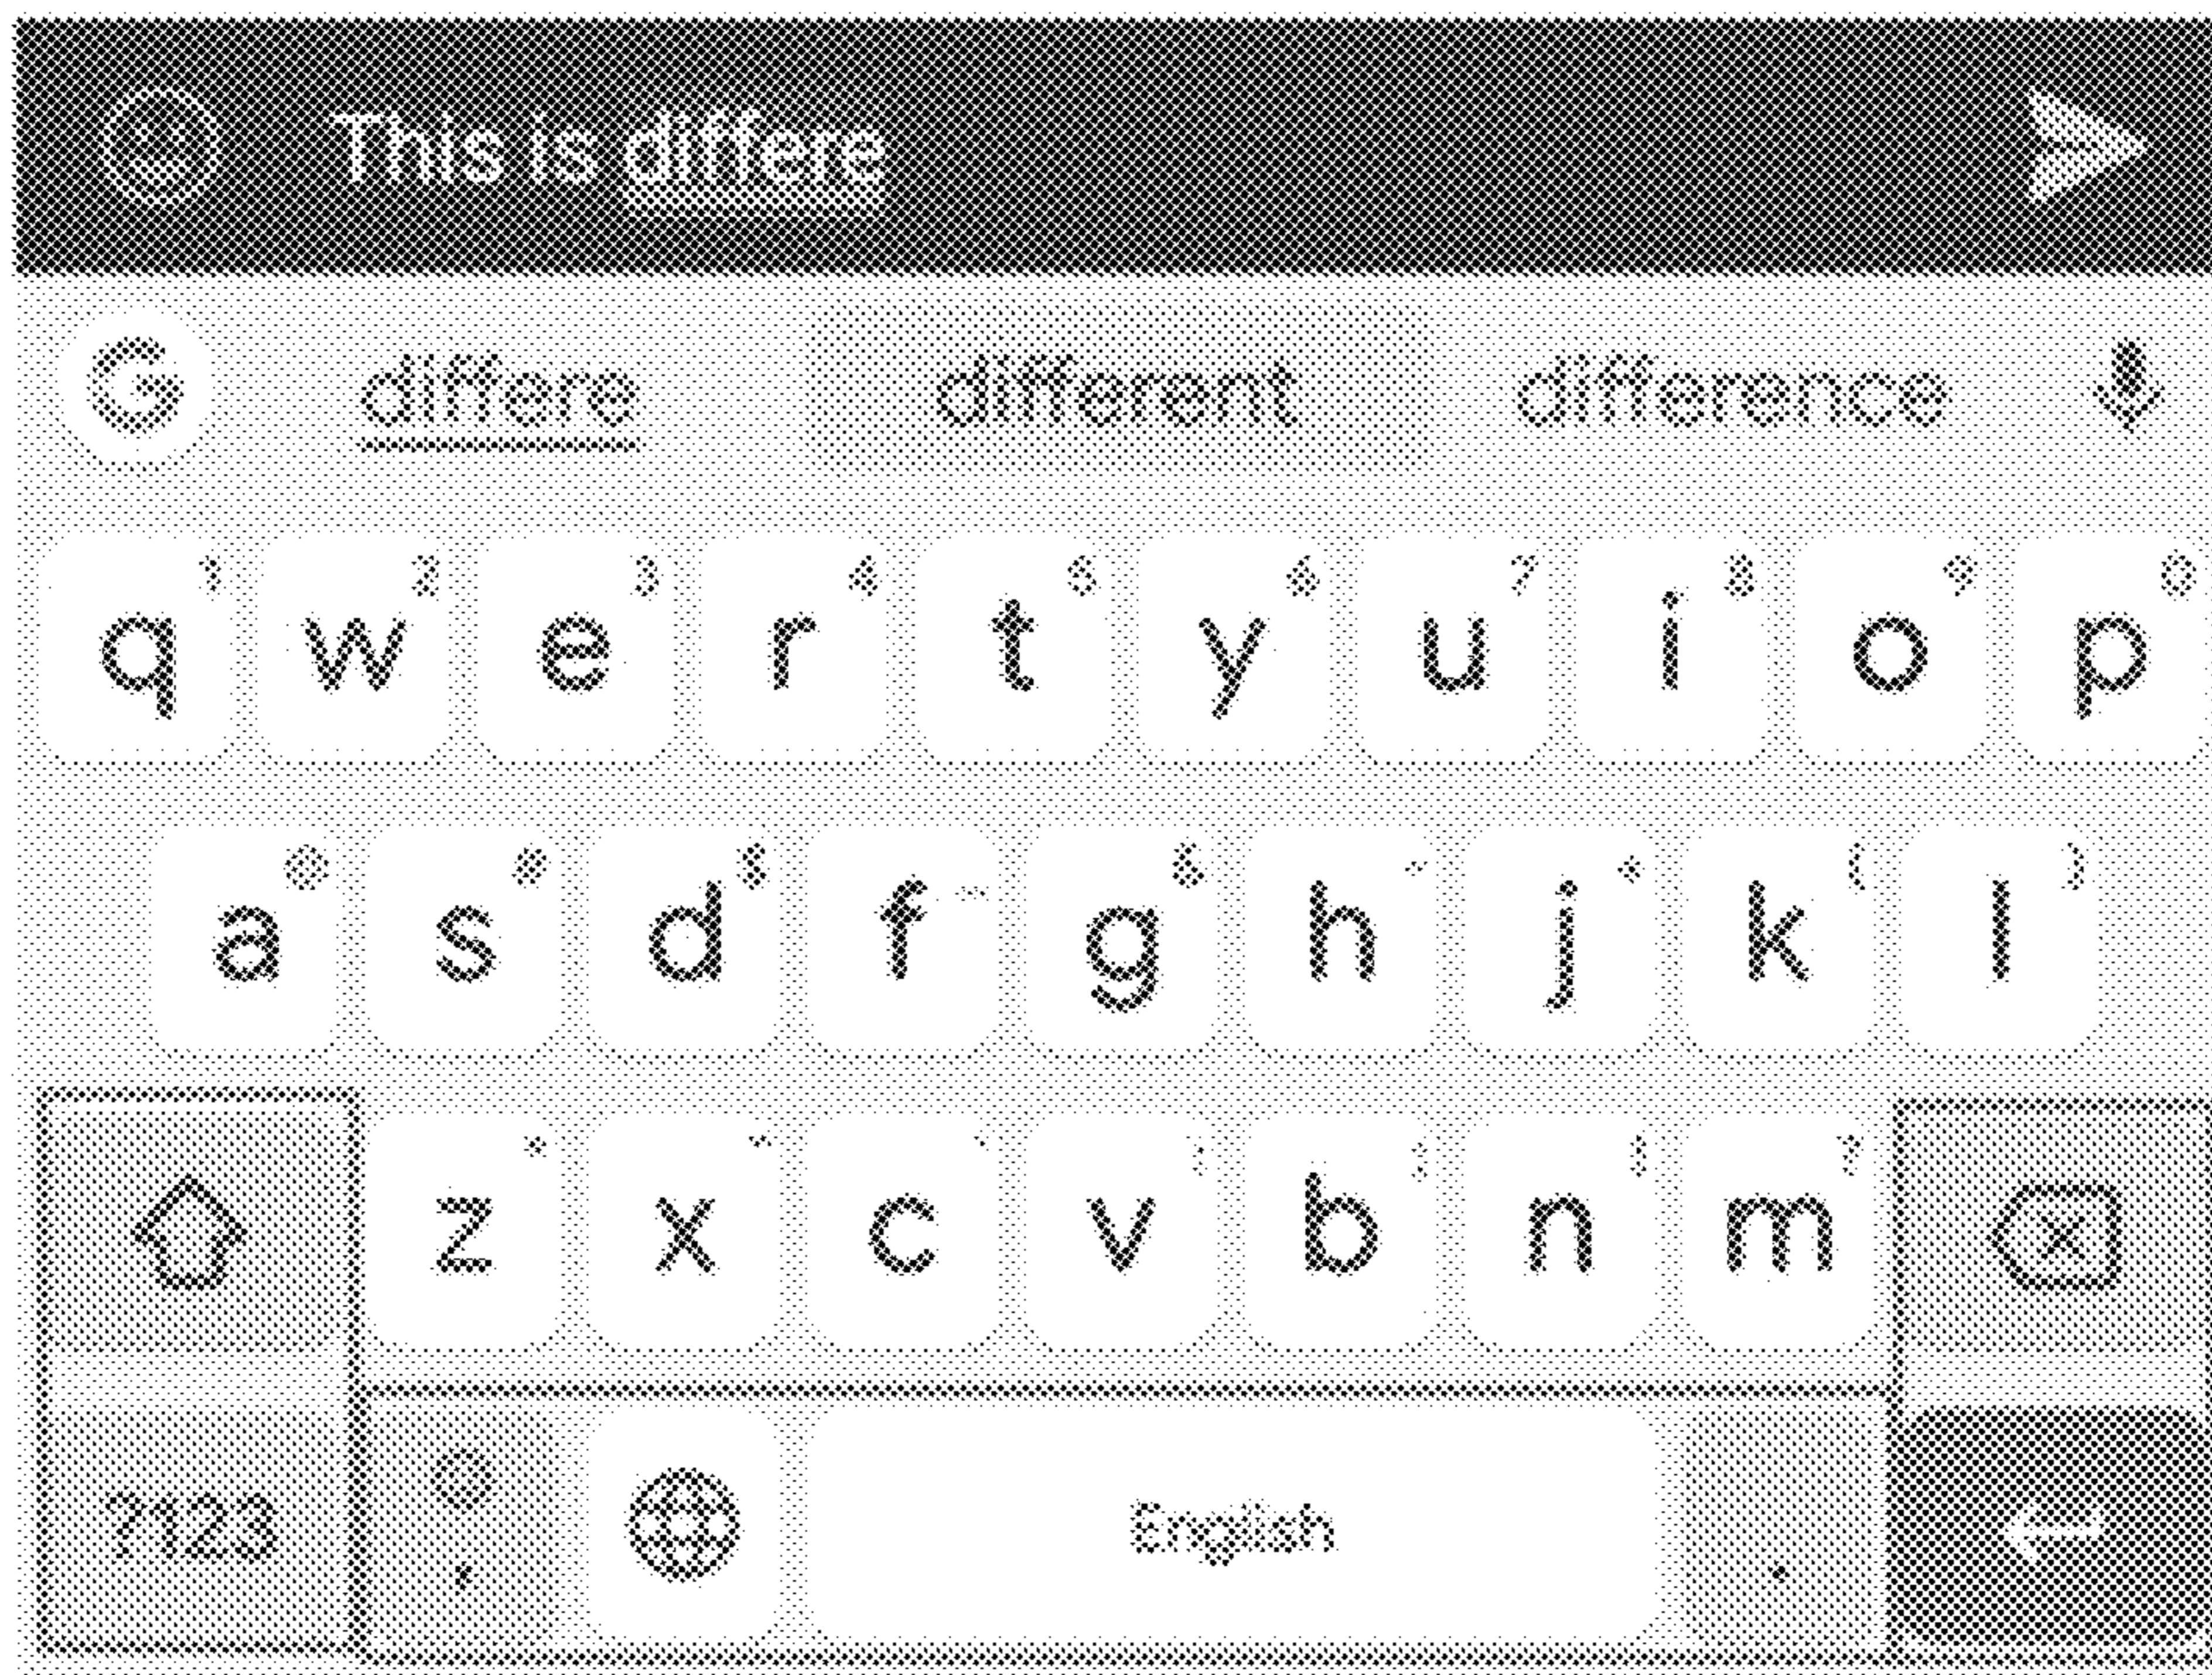 This is differe
G differe different difference
1 2 3 4 5 6 7 8 9 0
q w e r t y u i o p
@ # $ & - + ( )
a s d f g h j k l
* " ' : ; ! ?
z x c v b n m
?123 , English .